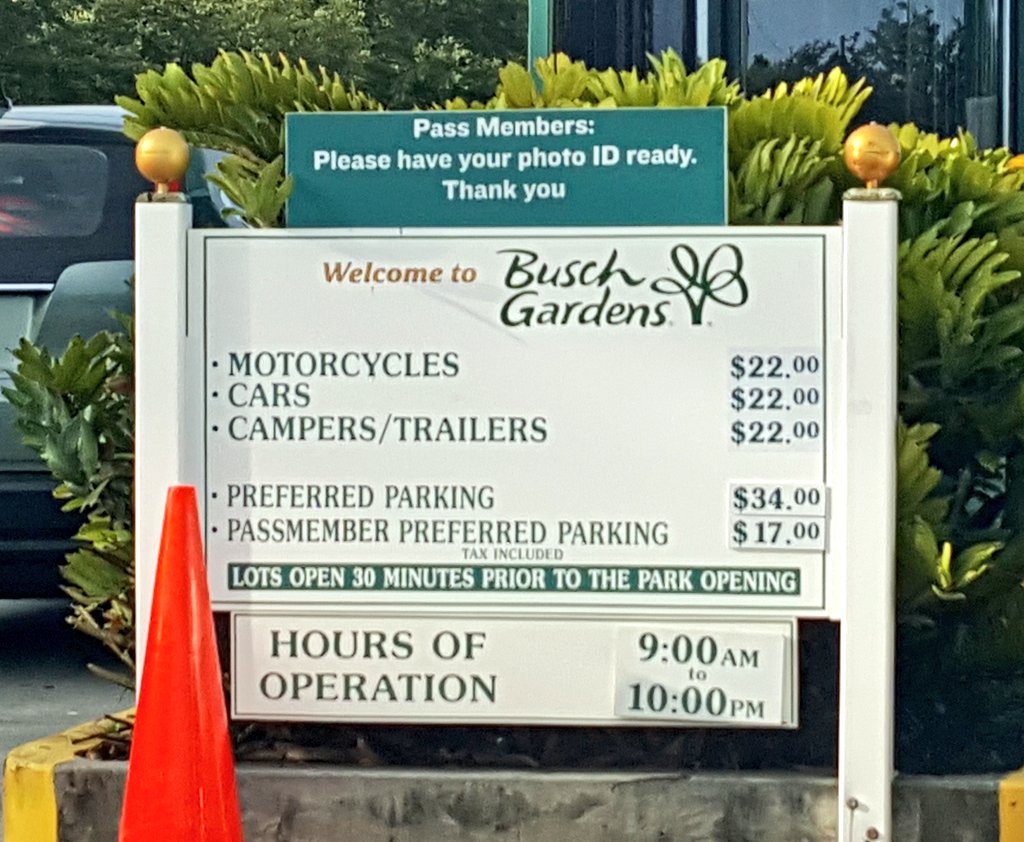 Pass Members:
Please have your photo ID ready.
Thank you
Welcome to Busch Gardens
· MOTORCYCLES $22.00
· CARS $22.00
· CAMPERS/TRAILERS $22.00
· PREFERRED PARKING $34.00
· PASSMEMBER PREFERRED PARKING $17.00
TAX INCLUDED
LOTS OPEN 30 MINUTES PRIOR TO THE PARK OPENING
HOURS OF OPERATION
9:00AM
to
10:00PM